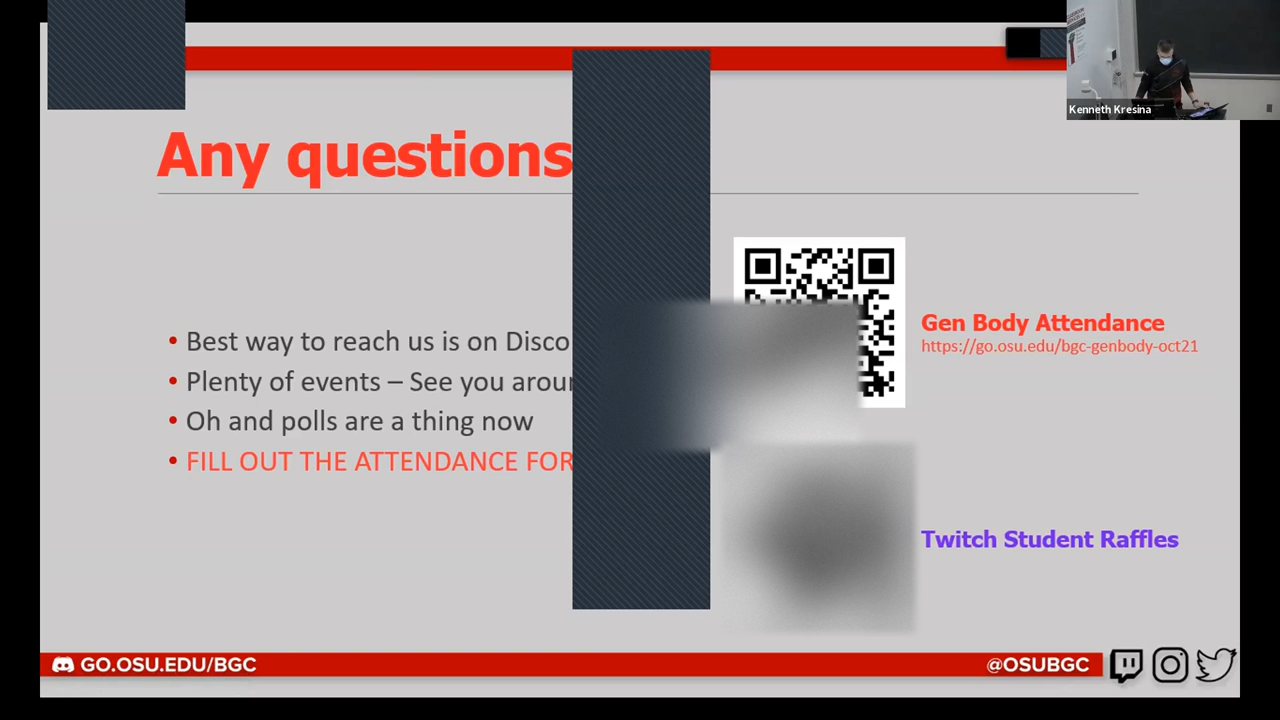 Kenneth Kresina
Any questions
• Best way to reach us is on Disco
• Plenty of events – See you arou
• Oh and polls are a thing now
• FILL OUT THE ATTENDANCE FOR
Gen Body Attendance
https://go.osu.edu/bgc-genbody-oct21
Twitch Student Raffles
GO.OSU.EDU/BGC
@OSUBGC